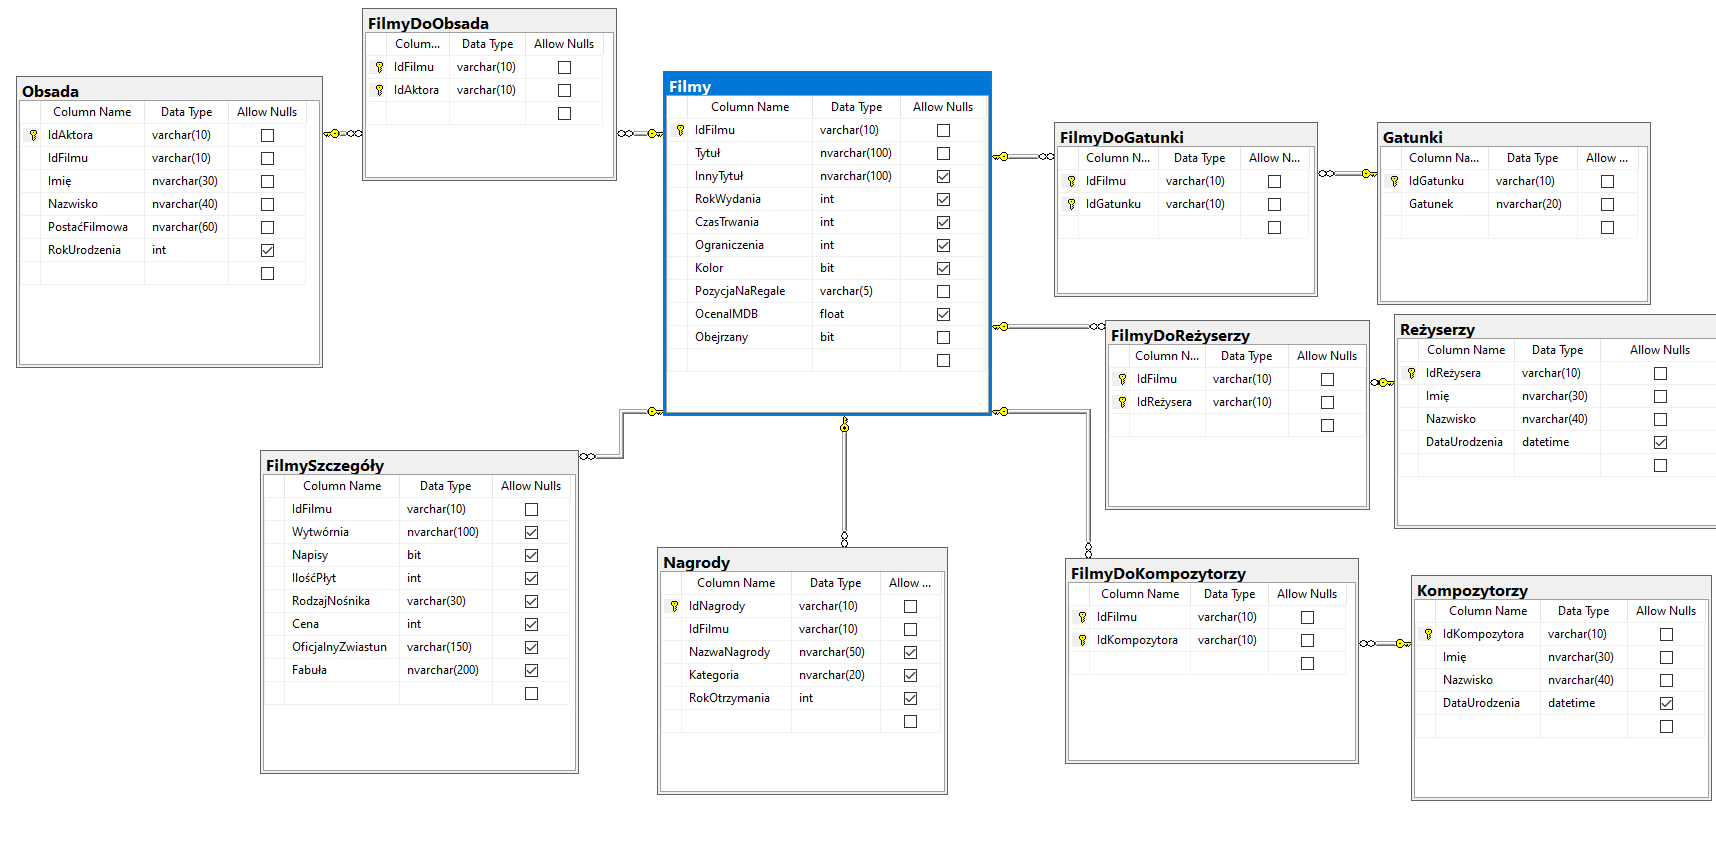 FilmyDoObsada
Colum... Data Type Allow Nulls
IdFilmu varchar(10)
IdAktora varchar(10)
Obsada
Column Name Data Type Allow Nulls
IdAktora varchar(10)
IdFilmu varchar(10)
Imię nvarchar(30)
Nazwisko nvarchar(40)
PostaćFilmowa nvarchar(60)
RokUrodzenia int
Filmy
Column Name Data Type Allow Nulls
IdFilmu varchar(10)
Tytuł nvarchar(100)
InnyTytuł nvarchar(100)
RokWydania int
CzasTrwania int
Ograniczenia int
Kolor bit
PozycjaNaRegale varchar(5)
OcenaIMDB float
Obejrzany bit
FilmyDoGatunki
Column N... Data Type Allow N...
IdFilmu varchar(10)
IdGatunku varchar(10)
Gatunki
Column Na... Data Type Allow ...
IdGatunku varchar(10)
Gatunek nvarchar(20)
FilmyDoReżyserzy
Column N... Data Type Allow Nulls
IdFilmu varchar(10)
IdReżysera varchar(10)
Reżyserzy
Column Name Data Type Allow Nulls
IdReżysera varchar(10)
Imię nvarchar(30)
Nazwisko nvarchar(40)
DataUrodzenia datetime
FilmySzczegóły
Column Name Data Type Allow Nulls
IdFilmu varchar(10)
Wytwórnia nvarchar(100)
Napisy bit
IlośćPłyt int
RodzajNośnika varchar(30)
Cena int
OficjalnyZwiastun varchar(150)
Fabuła nvarchar(200)
Nagrody
Column Name Data Type Allow ...
IdNagrody varchar(10)
IdFilmu varchar(10)
NazwaNagrody nvarchar(50)
Kategoria nvarchar(20)
RokOtrzymania int
FilmyDoKompozytorzy
Column Name Data Type Allow Nulls
IdFilmu varchar(10)
IdKompozytora varchar(10)
Kompozytorzy
Column Name Data Type Allow Nulls
IdKompozytora varchar(10)
Imię nvarchar(30)
Nazwisko nvarchar(40)
DataUrodzenia datetime